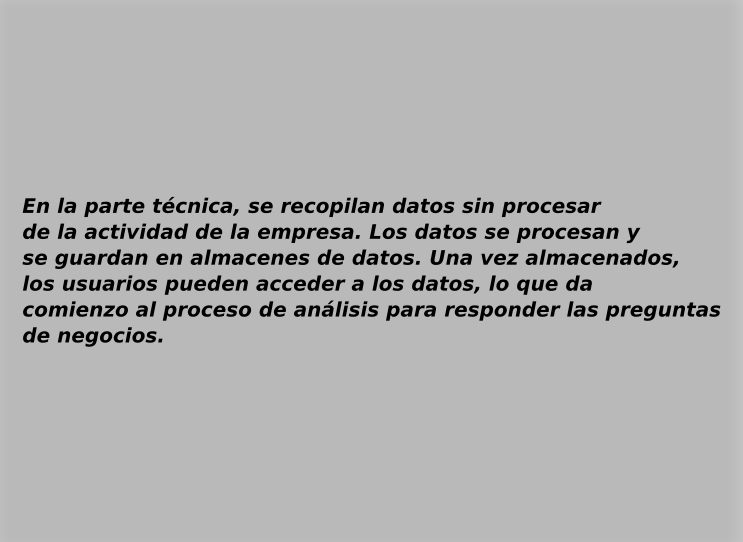 En la parte técnica, se recopilan datos sin procesar
de la actividad de la empresa. Los datos se procesan y
se guardan en almacenes de datos. Una vez almacenados,
los usuarios pueden acceder a los datos, lo que da
comienzo al proceso de análisis para responder las preguntas
de negocios.